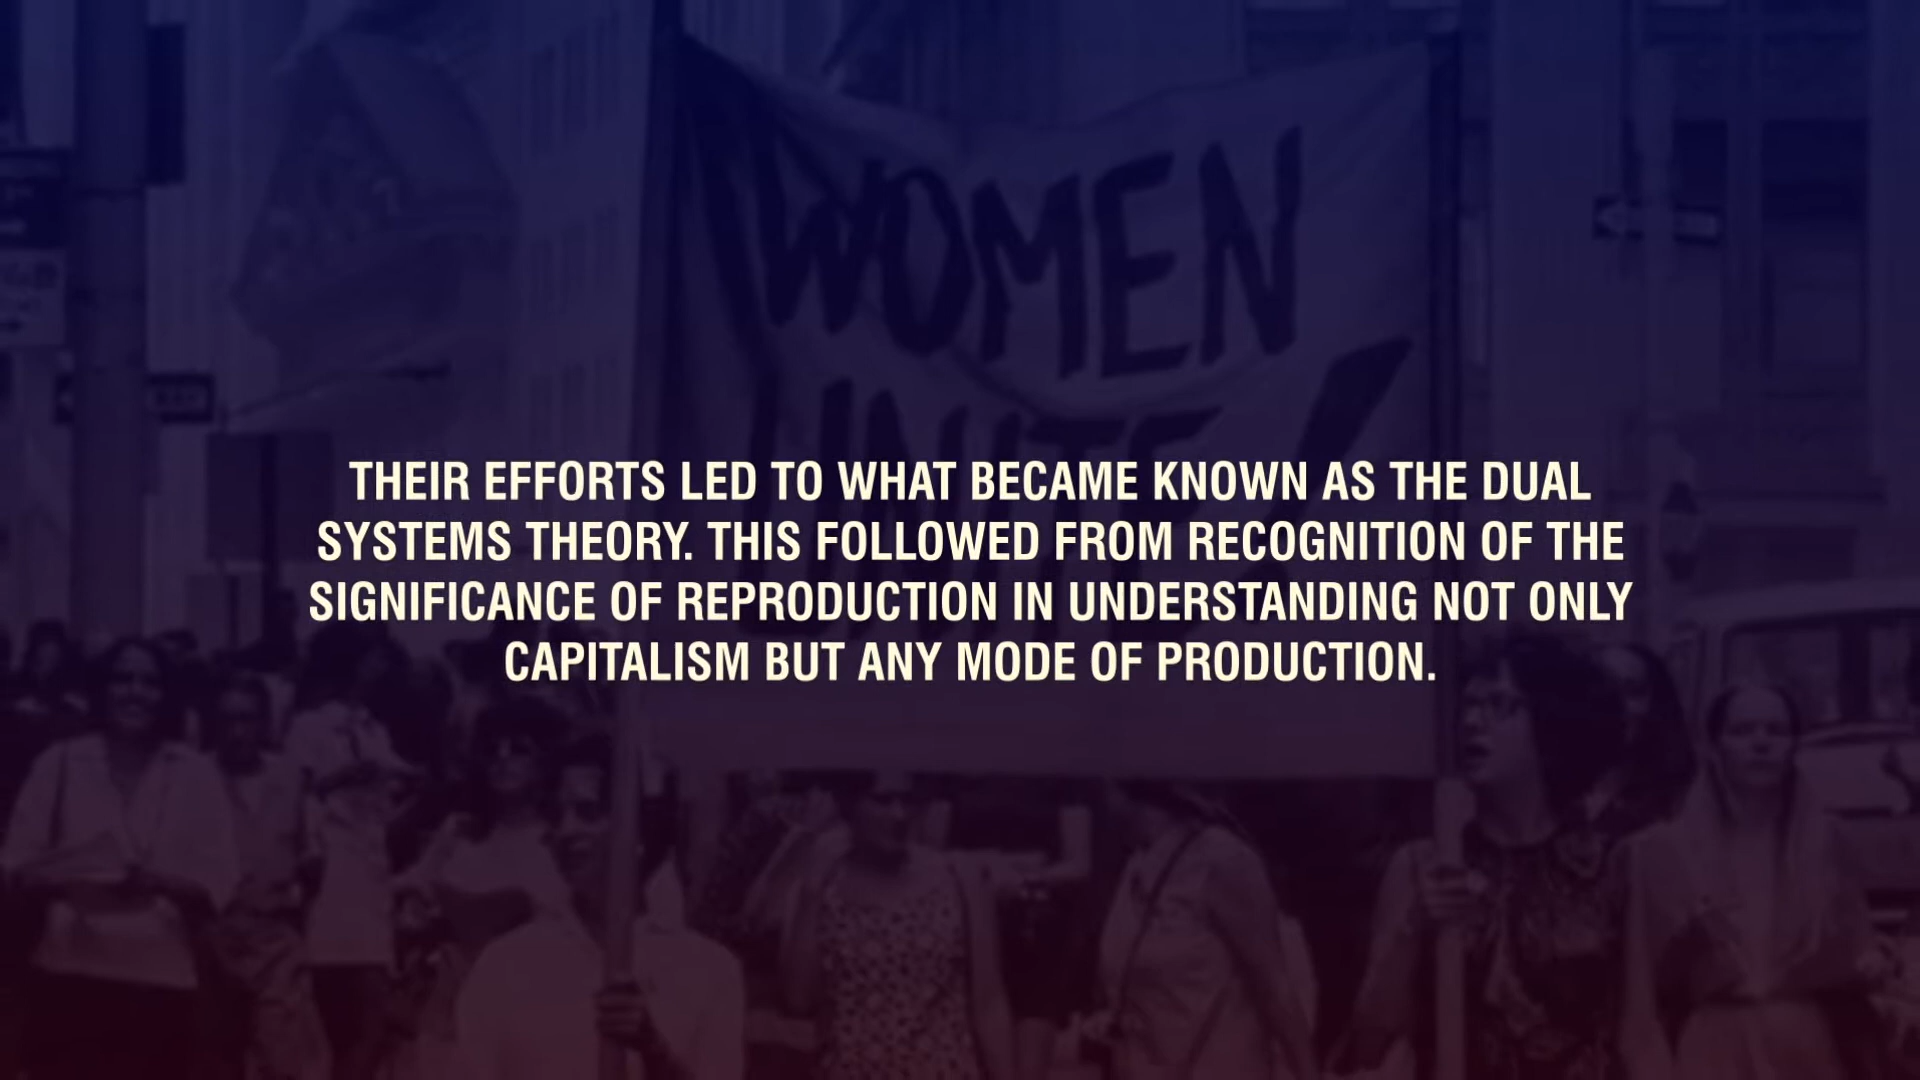 WOMEN
UNITE!
THEIR EFFORTS LED TO WHAT BECAME KNOWN AS THE DUAL
SYSTEMS THEORY. THIS FOLLOWED FROM RECOGNITION OF THE
SIGNIFICANCE OF REPRODUCTION IN UNDERSTANDING NOT ONLY
CAPITALISM BUT ANY MODE OF PRODUCTION.